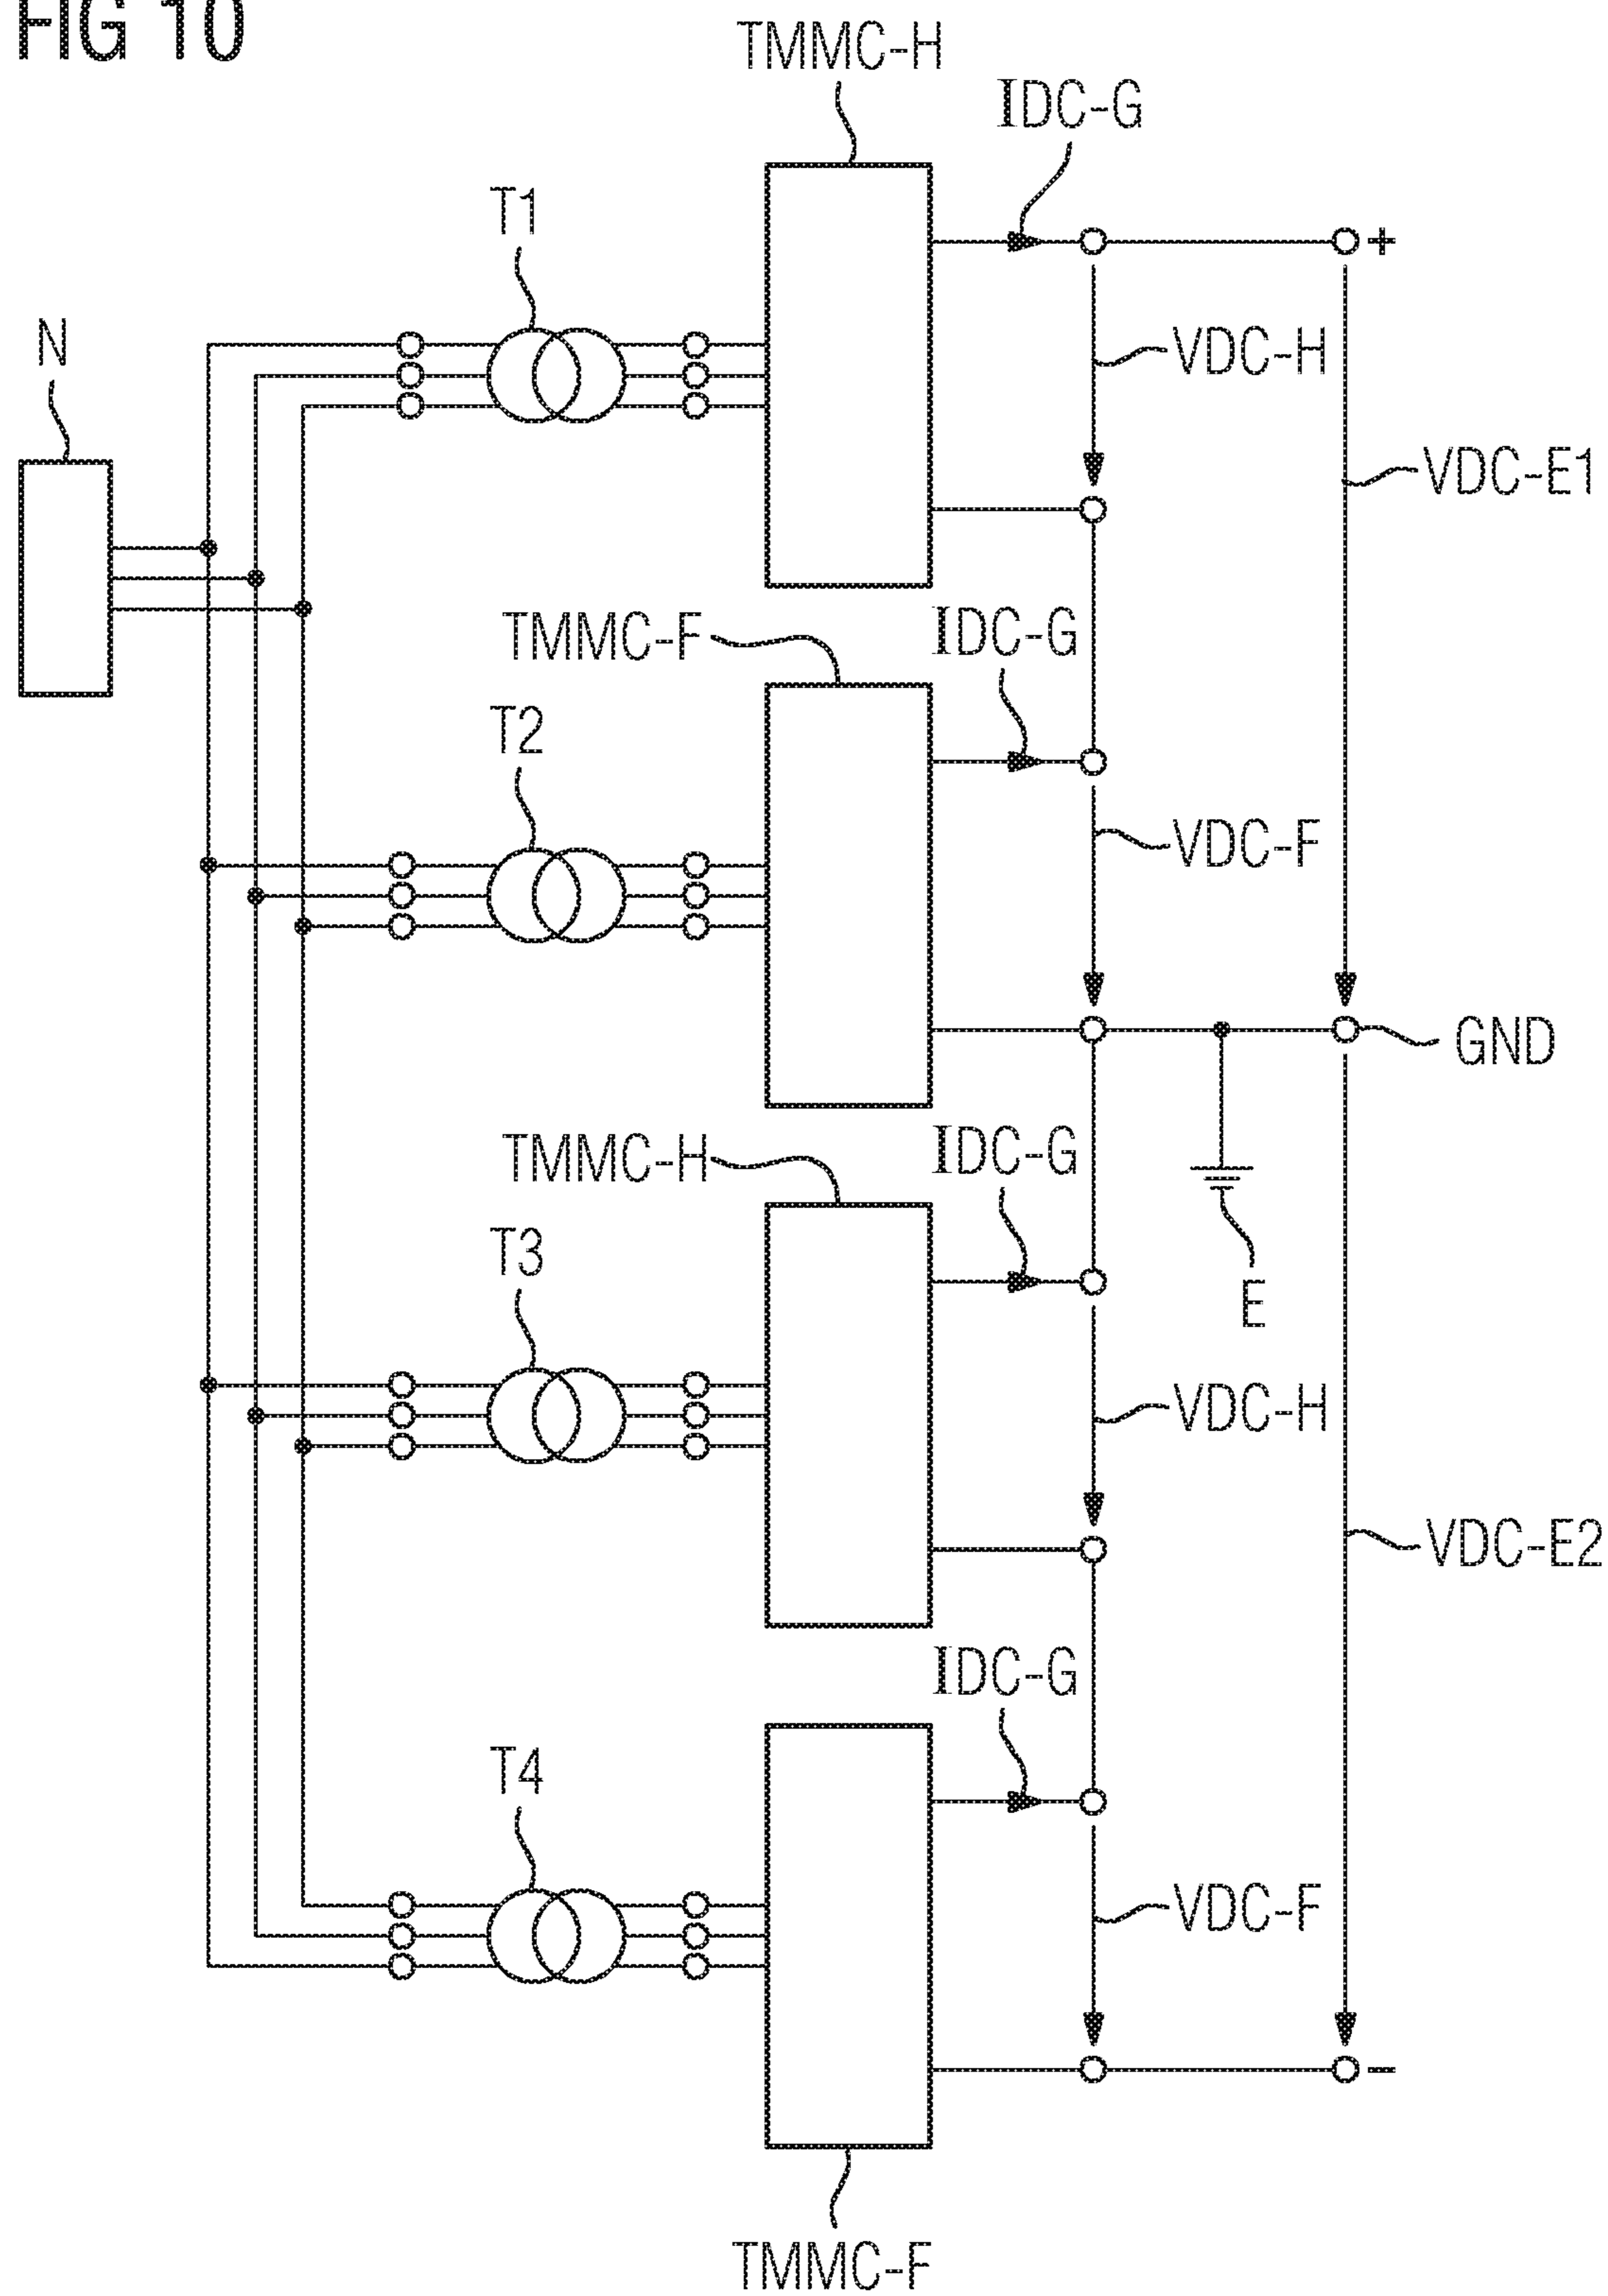 FIG 10
TMMC-H
IDC-G
T1
+
N
VDC-H
VDC-E1
TMMC-F
IDC-G
T2
VDC-F
GND
TMMC-H
IDC-G
T3
E
VDC-H
VDC-E2
IDC-G
T4
VDC-F
−
TMMC-F